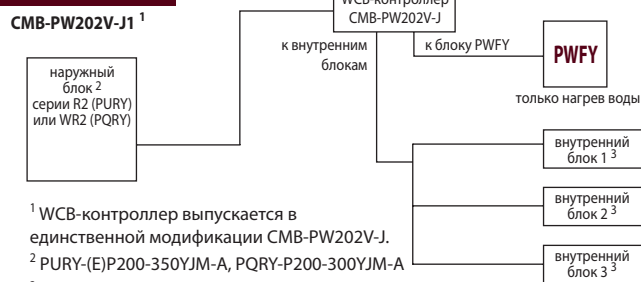 CMB-PW202V-J1 ¹
WCB-контроллер
CMB-PW202V-J
к внутренним
блокам
к блоку PWFY
PWFY
только нагрев воды
наружный
блок ²
серии R2 (PURY)
или WR2 (PQRY)
внутренний
блок 1 ³
внутренний
блок 2 ³
внутренний
блок 3 ³
¹ WCB-контроллер выпускается в
единственной модификации CMB-PW202V-J.
² PURY-(E)P200-350YJM-A, PQRY-P200-300YJM-A